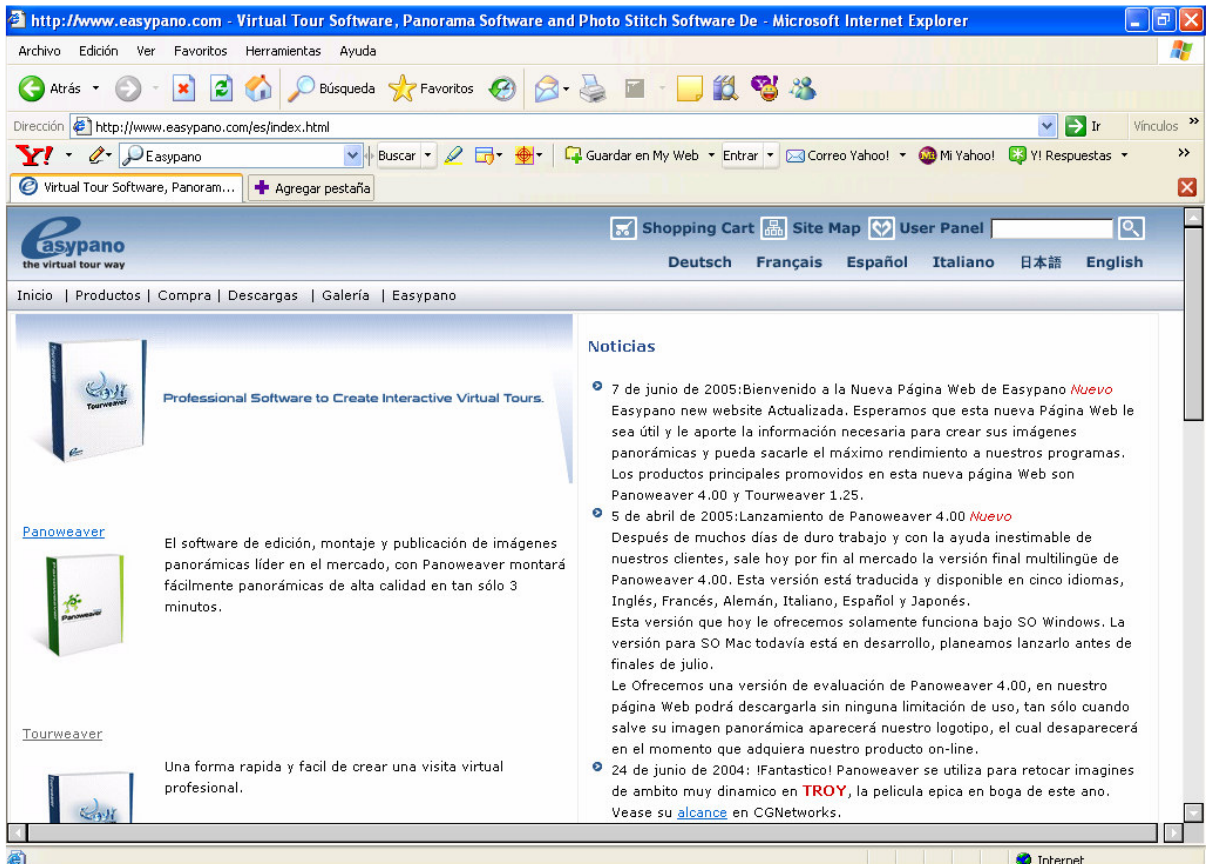 http://www.easypano.com - Virtual Tour Software, Panorama Software and Photo Stitch Software De - Microsoft Internet Explorer
Archivo Edición Ver Favoritos Herramientas Ayuda
Atrás Búsqueda Favoritos
Dirección http://www.easypano.com/es/index.html Ir Vínculos »
Y! Easypano Buscar Guardar en My Web Entrar Correo Yahoo! Mi Yahoo! Y! Respuestas »
Virtual Tour Software, Panoram... Agregar pestaña
easypano
the virtual tour way
Shopping Cart Site Map User Panel
Deutsch Français Español Italiano 日本語 English
Inicio | Productos | Compra | Descargas | Galería | Easypano
Tourweaver
Professional Software to Create Interactive Virtual Tours.
Panoweaver
El software de edición, montaje y publicación de imágenes
panorámicas líder en el mercado, con Panoweaver montará
fácilmente panorámicas de alta calidad en tan sólo 3
minutos.
Panoweaver
Tourweaver
Una forma rapida y facil de crear una visita virtual
profesional.
Noticias
7 de junio de 2005:Bienvenido a la Nueva Página Web de Easypano Nuevo
Easypano new website Actualizada. Esperamos que esta nueva Página Web le
sea útil y le aporte la información necesaria para crear sus imágenes
panorámicas y pueda sacarle el máximo rendimiento a nuestros programas.
Los productos principales promovidos en esta nueva página Web son
Panoweaver 4.00 y Tourweaver 1.25.
5 de abril de 2005:Lanzamiento de Panoweaver 4.00 Nuevo
Después de muchos días de duro trabajo y con la ayuda inestimable de
nuestros clientes, sale hoy por fin al mercado la versión final multilingüe de
Panoweaver 4.00. Esta versión está traducida y disponible en cinco idiomas,
Inglés, Francés, Alemán, Italiano, Español y Japonés.
Esta versión que hoy le ofrecemos solamente funciona bajo SO Windows. La
versión para SO Mac todavía está en desarrollo, planeamos lanzarlo antes de
finales de julio.
Le Ofrecemos una versión de evaluación de Panoweaver 4.00, en nuestro
página Web podrá descargarla sin ninguna limitación de uso, tan sólo cuando
salve su imagen panorámica aparecerá nuestro logotipo, el cual desaparecerá
en el momento que adquiera nuestro producto on-line.
24 de junio de 2004: !Fantastico! Panoweaver se utiliza para retocar imagines
de ambito muy dinamico en TROY, la pelicula epica en boga de este ano.
Vease su alcance en CGNetworks.
Internet